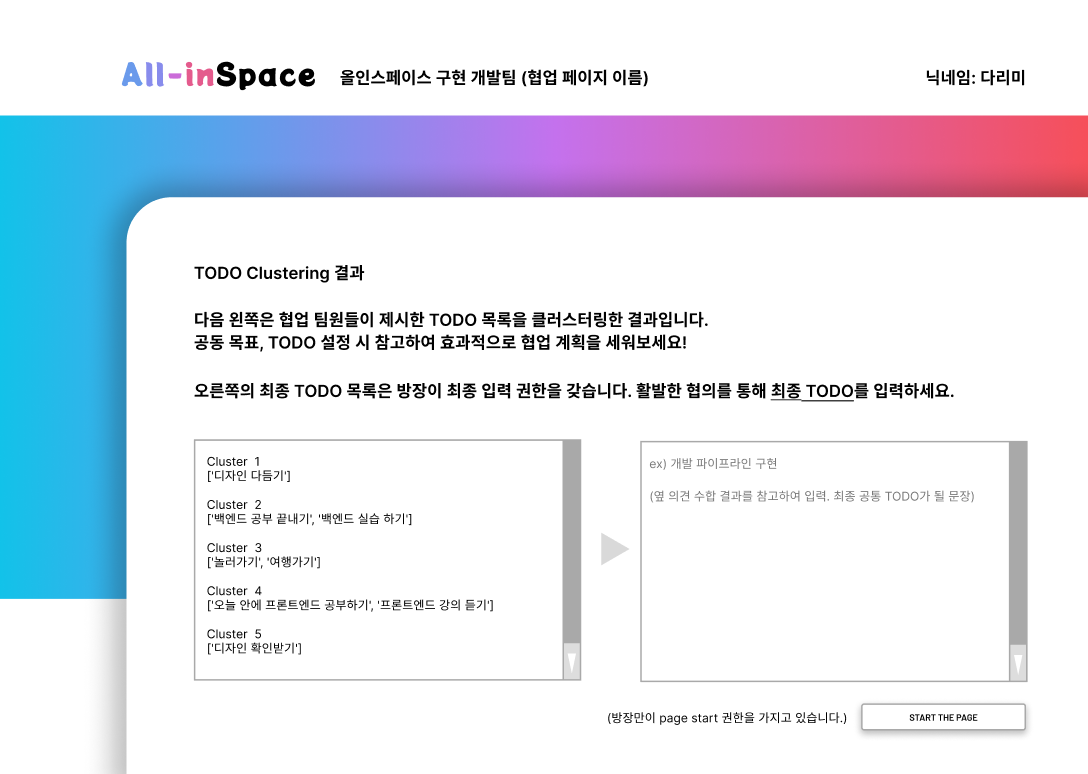 All-inSpace 올인스페이스 구현 개발팀 (협업 페이지 이름) 닉네임: 다리미
TODO Clustering 결과
다음 왼쪽은 협업 팀원들이 제시한 TODO 목록을 클러스터링한 결과입니다.
공동 목표, TODO 설정 시 참고하여 효과적으로 협업 계획을 세워보세요!
오른쪽의 최종 TODO 목록은 방장이 최종 입력 권한을 갖습니다. 활발한 협의를 통해 최종 TODO를 입력하세요.
Cluster 1
['디자인 다듬기']
Cluster 2
['백엔드 공부 끝내기', '백엔드 실습 하기']
Cluster 3
['놀러가기', '여행가기']
Cluster 4
['오늘 안에 프론트엔드 공부하기', '프론트엔드 강의 듣기']
Cluster 5
['디자인 확인받기']
ex) 개발 파이프라인 구현
(옆 의견 수합 결과를 참고하여 입력. 최종 공통 TODO가 될 문장)
(방장만이 page start 권한을 가지고 있습니다.) START THE PAGE